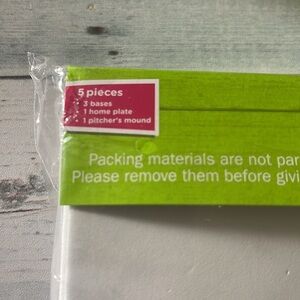 5 pieces
• 3 bases
• 1 home plate
• 1 pitcher's mound
Packing materials are not par
Please remove them before givi